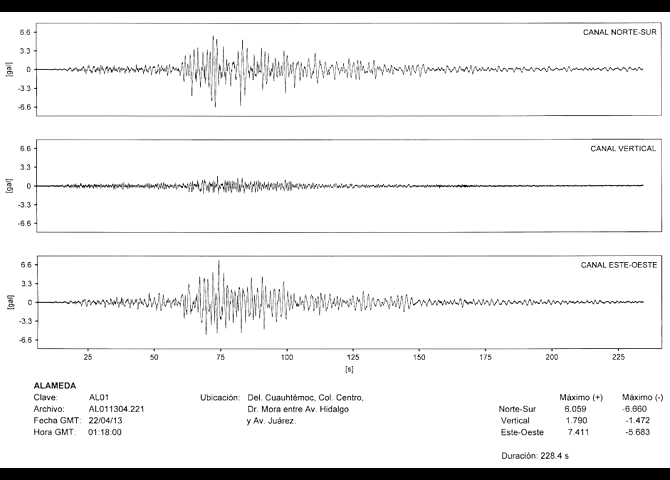 CANAL NORTE-SUR
6.6
3.3
0
-3.3
-6.6
[gal]
CANAL VERTICAL
6.6
3.3
0
-3.3
-6.6
[gal]
CANAL ESTE-OESTE
6.6
3.3
0
-3.3
-6.6
[gal]
25 50 75 100 125 150 175 200 225
[s]
ALAMEDA
Clave: AL01
Archivo: AL011304.221
Fecha GMT: 22/04/13
Hora GMT: 01:18:00
Ubicación: Del. Cuauhtémoc, Col. Centro,
Dr. Mora entre Av. Hidalgo
y Av. Juárez.
Máximo (+) Máximo (-)
Norte-Sur 6.059 -6.660
Vertical 1.790 -1.472
Este-Oeste 7.411 -5.683
Duración: 228.4 s